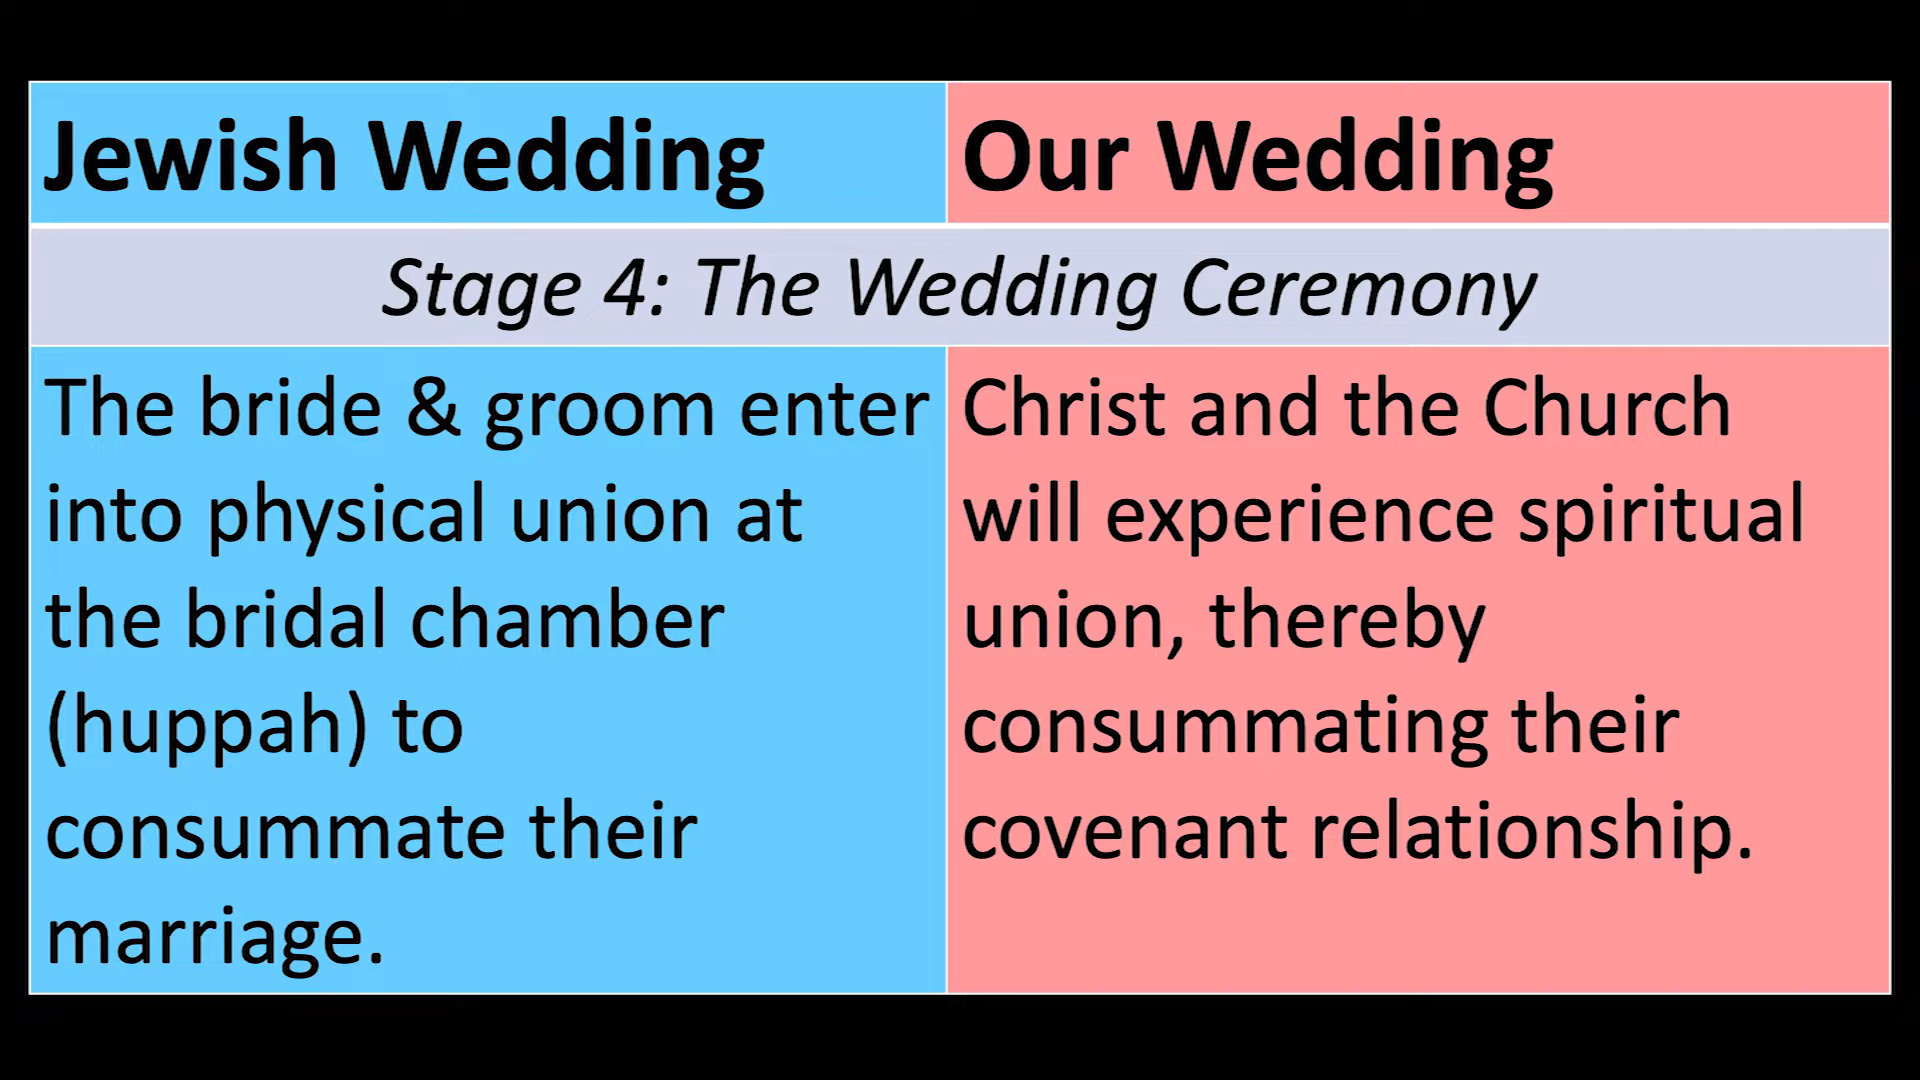 Jewish Wedding
Our Wedding
Stage 4: The Wedding Ceremony
The bride & groom enter
into physical union at
the bridal chamber
(huppah) to
consummate their
marriage.
Christ and the Church
will experience spiritual
union, thereby
consummating their
covenant relationship.